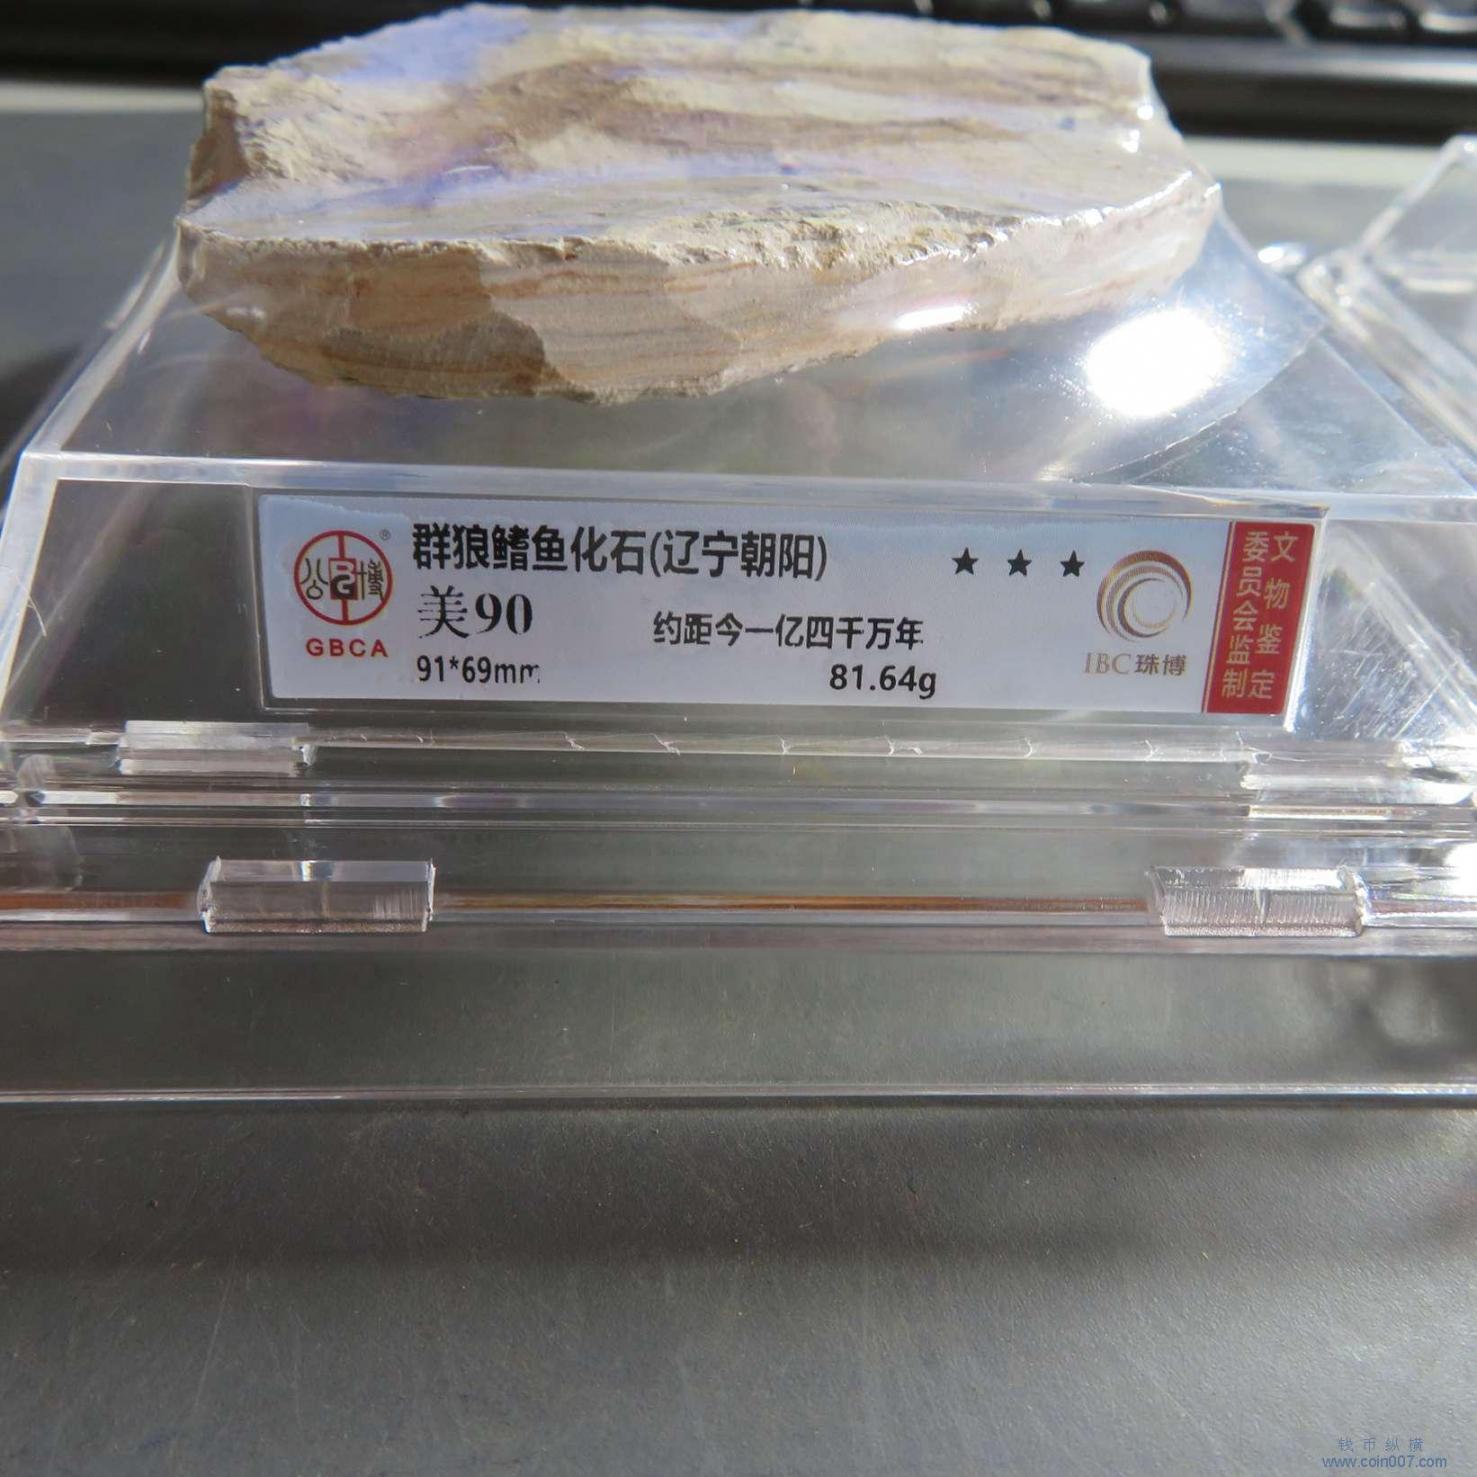 群狼鳍鱼化石(辽宁朝阳)
美90
约距今一亿四千万年
91*69mm
81.64g
★ ★ ★
公博
®
GBCA
IBC珠博
文物鉴定
委员会监制
钱币纵横
www.coin007.com